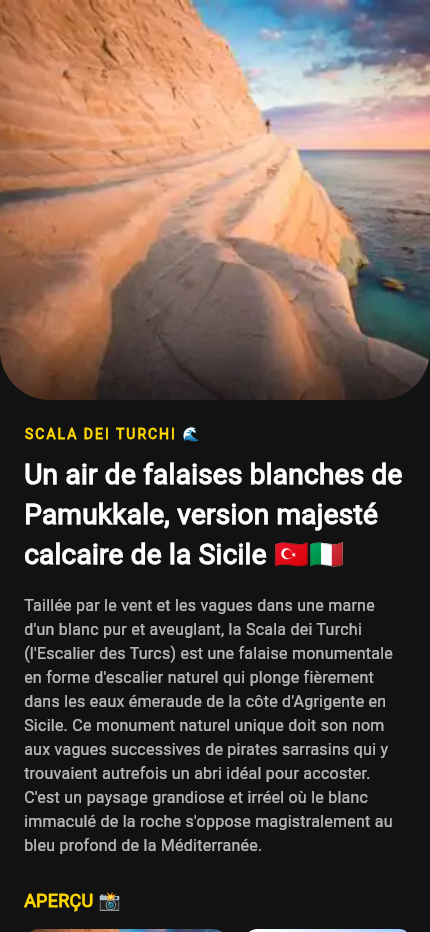 SCALA DEI TURCHI 🌊
Un air de falaises blanches de
Pamukkale, version majesté
calcaire de la Sicile 🇹🇷🇮🇹
Taillée par le vent et les vagues dans une marne
d'un blanc pur et aveuglant, la Scala dei Turchi
(l'Escalier des Turcs) est une falaise monumentale
en forme d'escalier naturel qui plonge fièrement
dans les eaux émeraude de la côte d'Agrigente en
Sicile. Ce monument naturel unique doit son nom
aux vagues successives de pirates sarrasins qui y
trouvaient autrefois un abri idéal pour accoster.
C'est un paysage grandiose et irréel où le blanc
immaculé de la roche s'oppose magistralement au
bleu profond de la Méditerranée.
APERÇU 📸